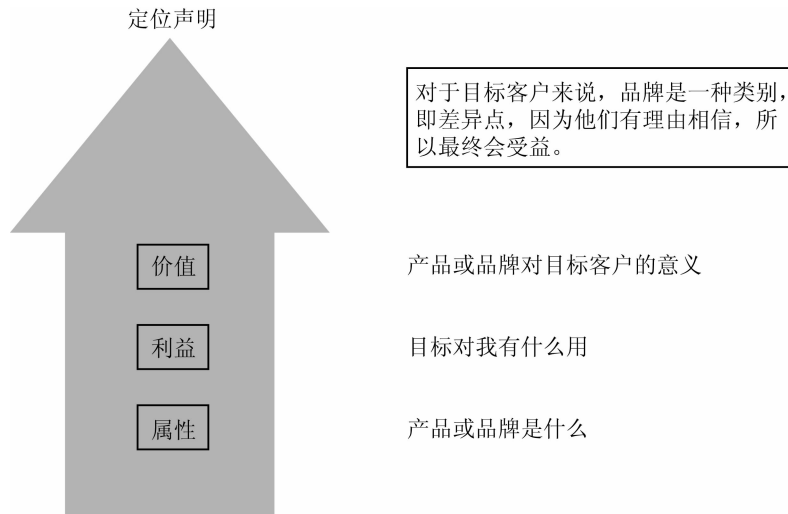 定位声明
对于目标客户来说，品牌是一种类别，
即差异点，因为他们有理由相信，所
以最终会受益。
价值
产品或品牌对目标客户的意义
利益
目标对我有什么用
属性
产品或品牌是什么